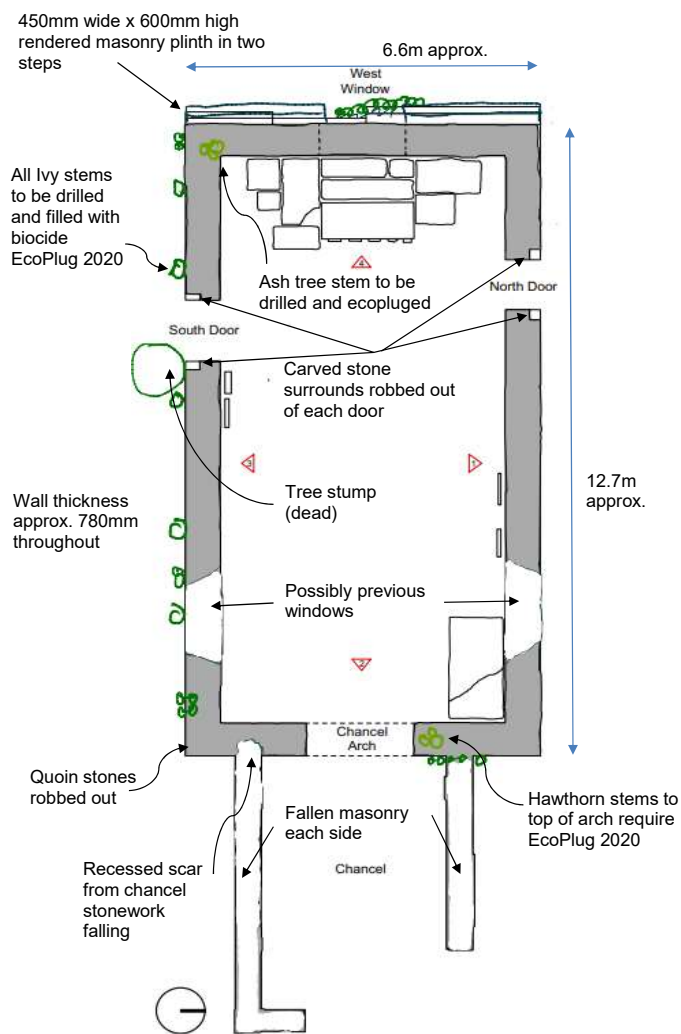 450mm wide x 600mm high
rendered masonry plinth in two
steps
6.6m approx.
West
Window
All Ivy stems
to be drilled
and filled with
biocide
EcoPlug 2020
4
Ash tree stem to be
drilled and ecopluged
North Door
South Door
Carved stone
surrounds robbed out
of each door
3
1
12.7m
approx.
Tree stump
(dead)
Wall thickness
approx. 780mm
throughout
Possibly previous
windows
2
Chancel
Arch
Quoin stones
robbed out
Fallen masonry
each side
Hawthorn stems to
top of arch require
EcoPlug 2020
Recessed scar
from chancel
stonework
falling
Chancel